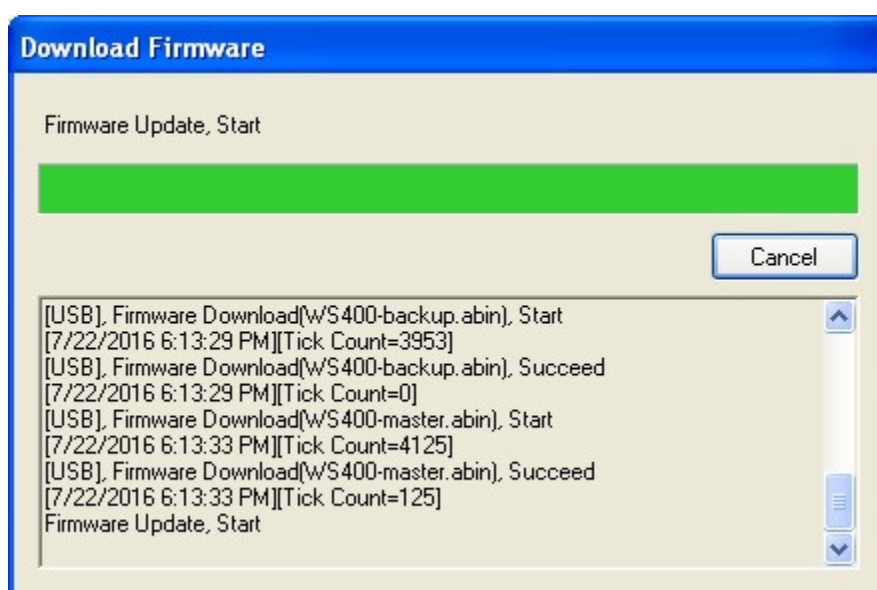 Download Firmware
Firmware Update, Start
Cancel
[USB], Firmware Download(WS400-backup.abin), Start
[7/22/2016 6:13:29 PM][Tick Count=3953]
[USB], Firmware Download(WS400-backup.abin), Succeed
[7/22/2016 6:13:29 PM][Tick Count=0]
[USB], Firmware Download(WS400-master.abin), Start
[7/22/2016 6:13:33 PM][Tick Count=4125]
[USB], Firmware Download(WS400-master.abin), Succeed
[7/22/2016 6:13:33 PM][Tick Count=125]
Firmware Update, Start